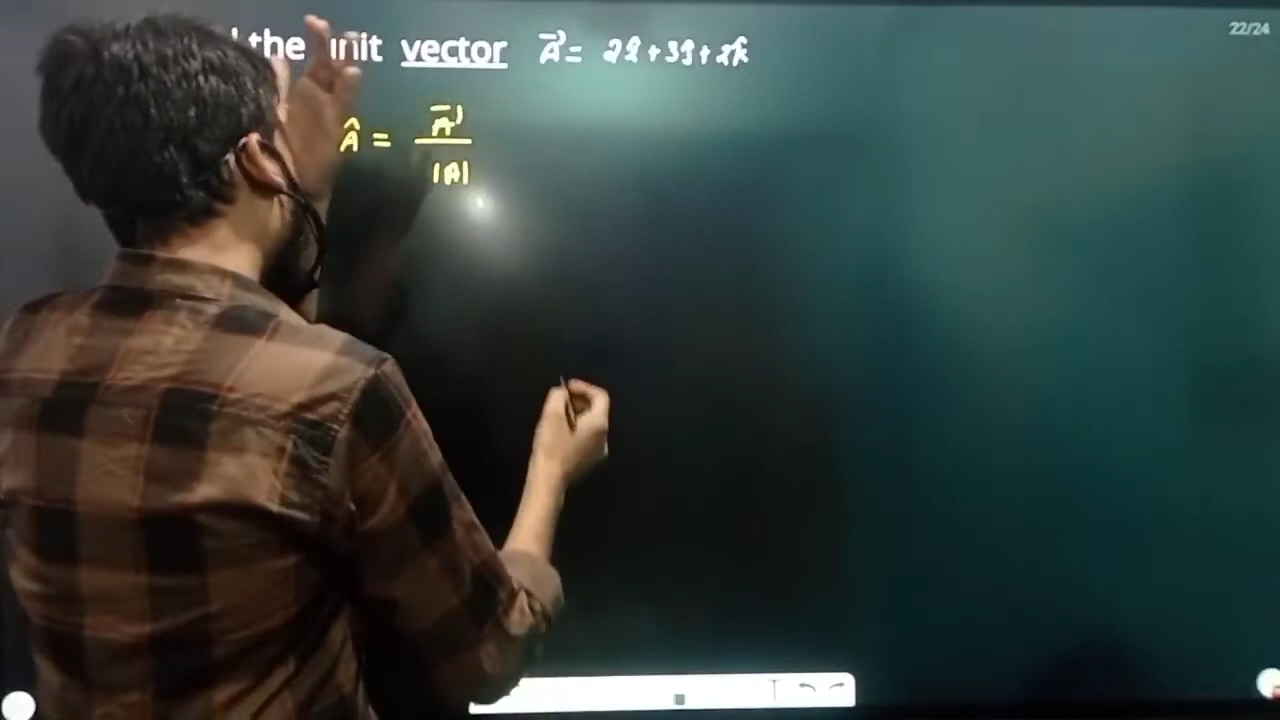 the unit vector A⃗ = 2î+3ĵ+2k̂
22/24
Â = A⃗ / |A|